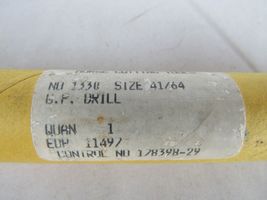 NO 1330 SIZE 41/64
G.P. DRILL
QUAN 1
EDP 11497
CONTROL NO 178398-29